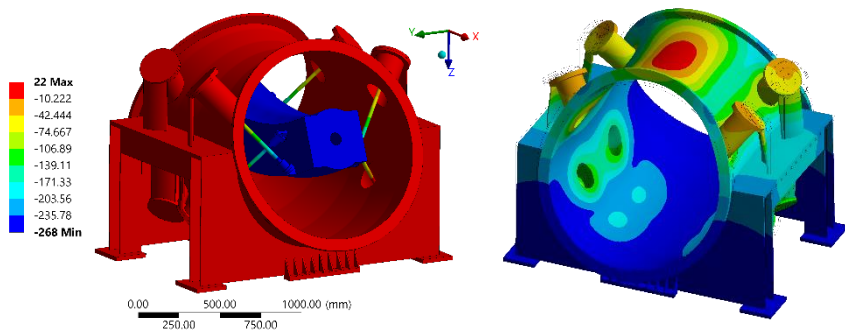 22 Max
-10.222
-42.444
-74.667
-106.89
-139.11
-171.33
-203.56
-235.78
-268 Min
Y
X
Z
0.00 500.00 1000.00 (mm)
250.00 750.00